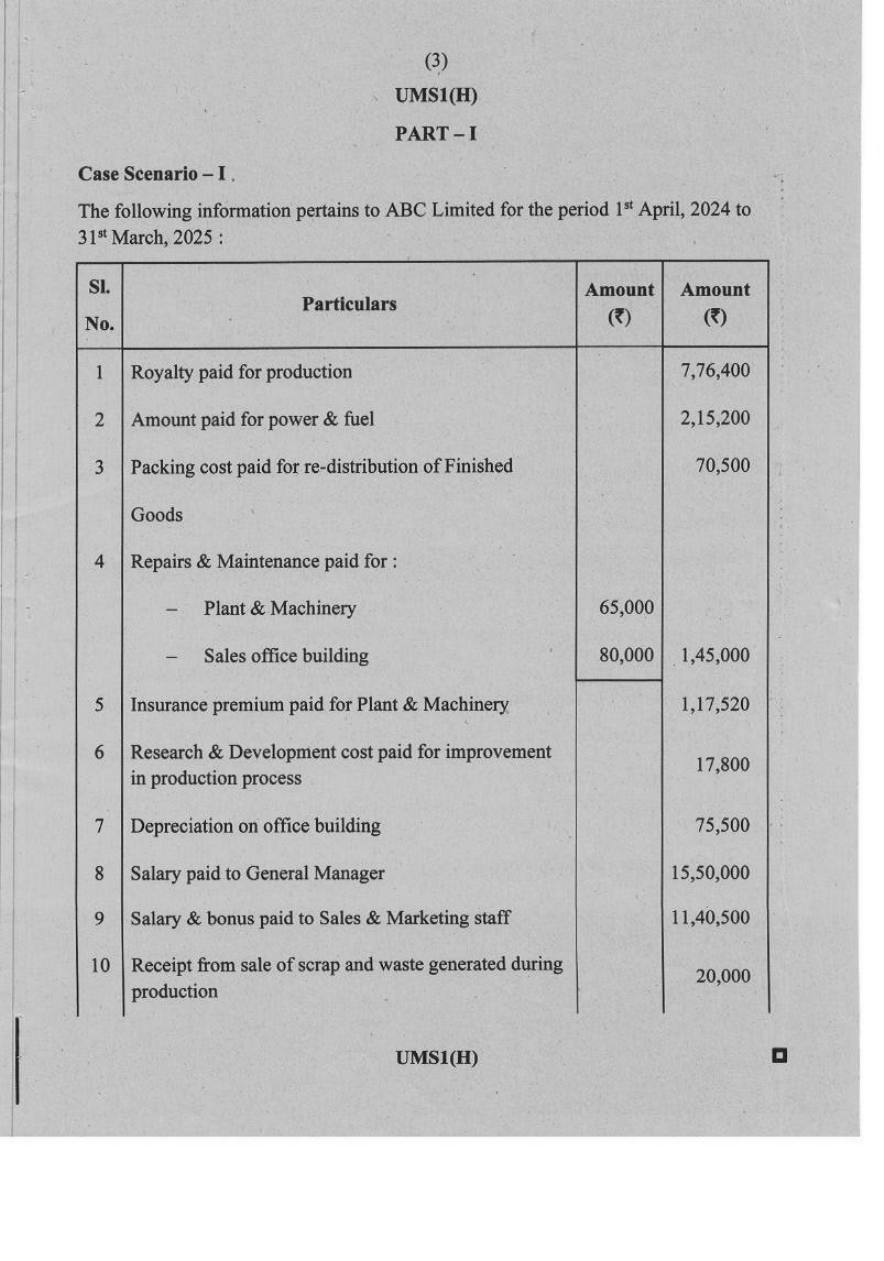 (3)
UMS1(H)
PART – I
Case Scenario – I .
The following information pertains to ABC Limited for the period 1st April, 2024 to
31st March, 2025 :
Sl. No. Particulars Amount (₹) Amount (₹)
1 Royalty paid for production 7,76,400
2 Amount paid for power & fuel 2,15,200
3 Packing cost paid for re-distribution of Finished 70,500
Goods
4 Repairs & Maintenance paid for :
– Plant & Machinery 65,000
– Sales office building 80,000 1,45,000
5 Insurance premium paid for Plant & Machinery 1,17,520
6 Research & Development cost paid for improvement
in production process 17,800
7 Depreciation on office building 75,500
8 Salary paid to General Manager 15,50,000
9 Salary & bonus paid to Sales & Marketing staff 11,40,500
10 Receipt from sale of scrap and waste generated during
production 20,000
UMS1(H)